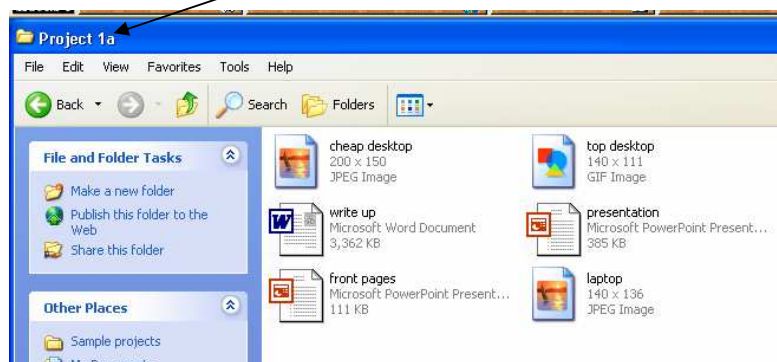 Project 1a
File Edit View Favorites Tools Help
Back Search Folders
File and Folder Tasks
Make a new folder
Publish this folder to the
Web
Share this folder
Other Places
Sample projects
cheap desktop
200 x 150
JPEG Image
top desktop
140 x 111
GIF Image
write up
Microsoft Word Document
3,362 KB
presentation
Microsoft PowerPoint Present...
385 KB
front pages
Microsoft PowerPoint Present...
111 KB
laptop
140 x 136
JPEG Image